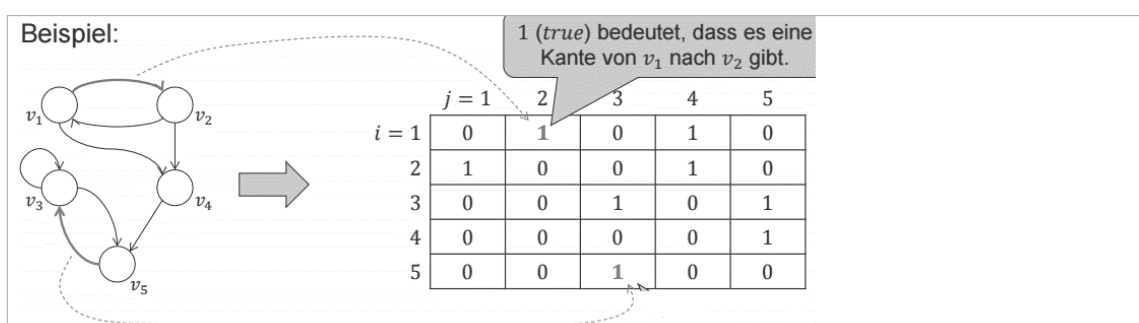 Beispiel:
1 (true) bedeutet, dass es eine
Kante von v₁ nach v₂ gibt.
j = 1 2 3 4 5
i = 1 0 1 0 1 0
2 1 0 0 1 0
3 0 0 1 0 1
4 0 0 0 0 1
5 0 0 1 0 0
v₁ v₂
v₃ v₄
v₅